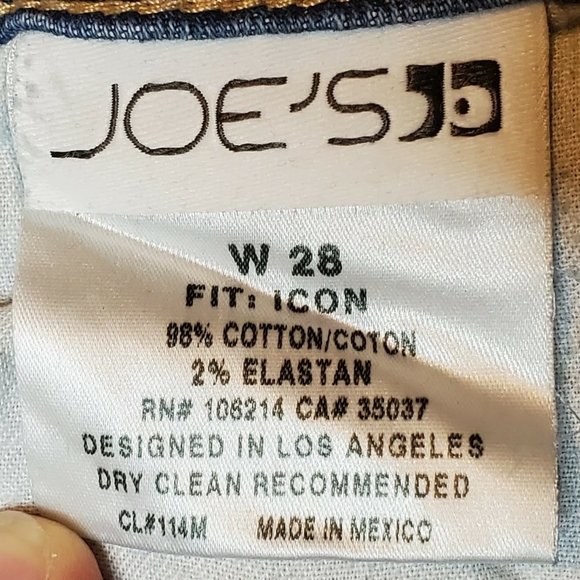 JOE'S
W 28
FIT: ICON
98% COTTON/COTON
2% ELASTAN
RN# 106214 CA# 35037
DESIGNED IN LOS ANGELES
DRY CLEAN RECOMMENDED
CL#114M MADE IN MEXICO